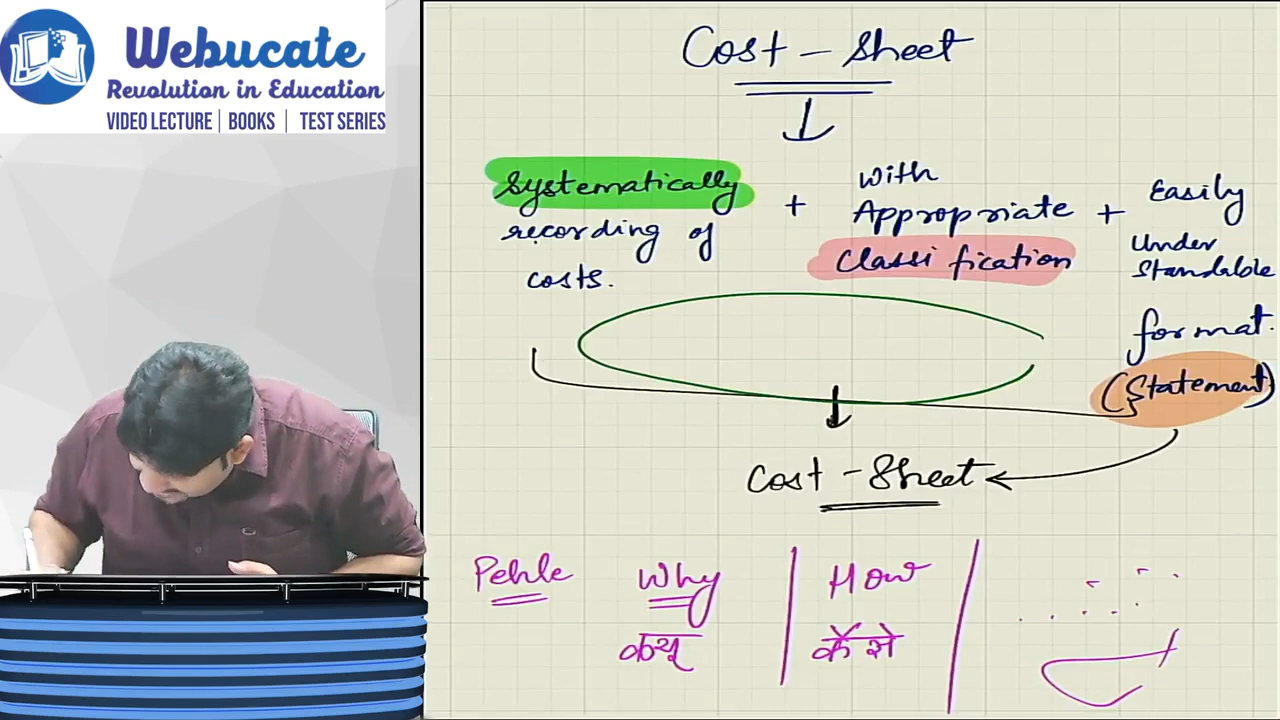 Webucate
Revolution in Education
VIDEO LECTURE | BOOKS | TEST SERIES
Cost - Sheet
Systematically
recording of
costs.
+
With
Appropriate
Classification
+
Easily
Under
standable
format.
(Statement)
Cost - Sheet
Pehle Why | How |
क्यू कैसे